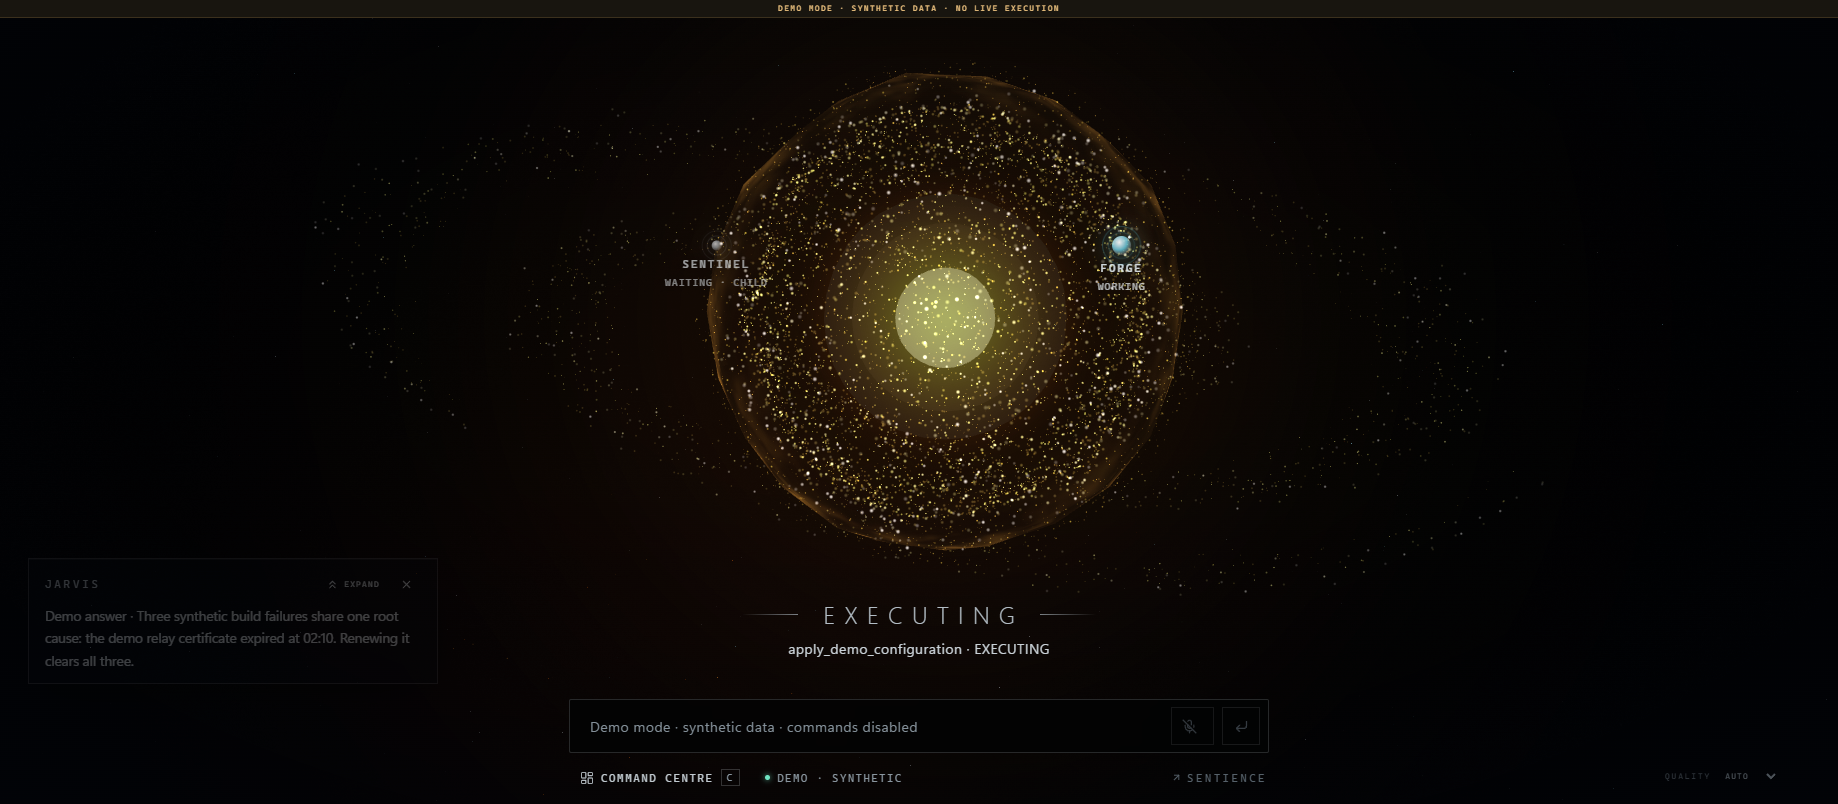 DEMO MODE · SYNTHETIC DATA · NO LIVE EXECUTION
SENTINEL
WAITING · CHILD
FORGE
WORKING
JARVIS
EXPAND
Demo answer · Three synthetic build failures share one root
cause: the demo relay certificate expired at 02:10. Renewing it
clears all three.
EXECUTING
apply_demo_configuration · EXECUTING
Demo mode · synthetic data · commands disabled
COMMAND CENTRE C
DEMO · SYNTHETIC
SENTIENCE
QUALITY AUTO